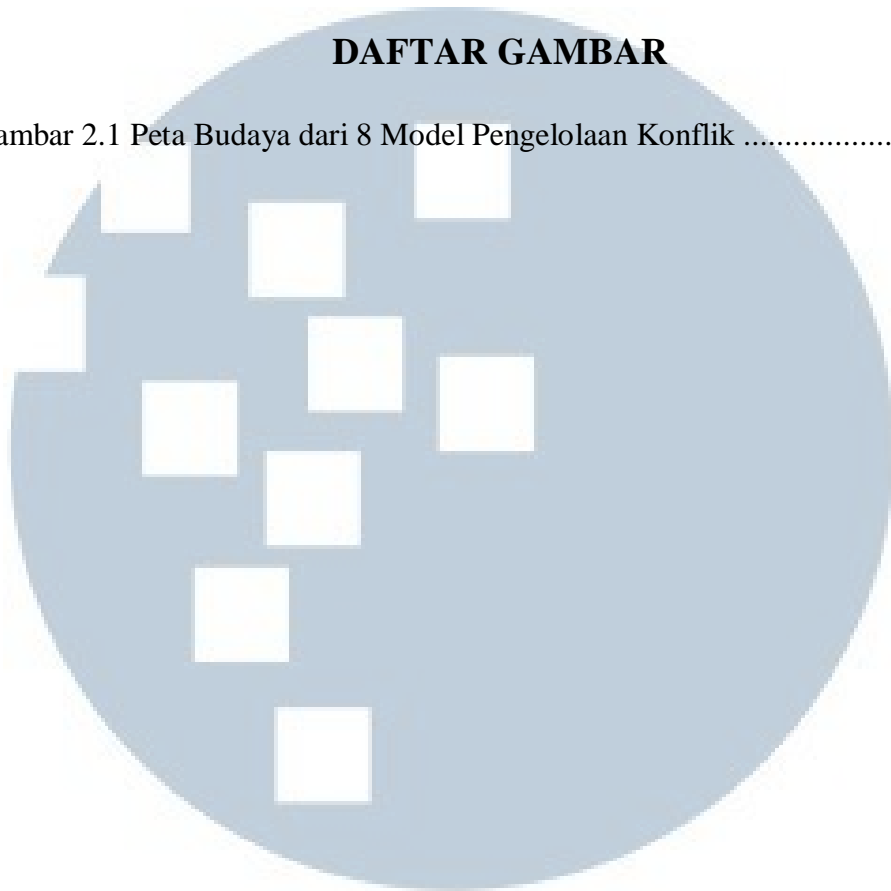 DAFTAR GAMBAR
ambar 2.1 Peta Budaya dari 8 Model Pengelolaan Konflik .................